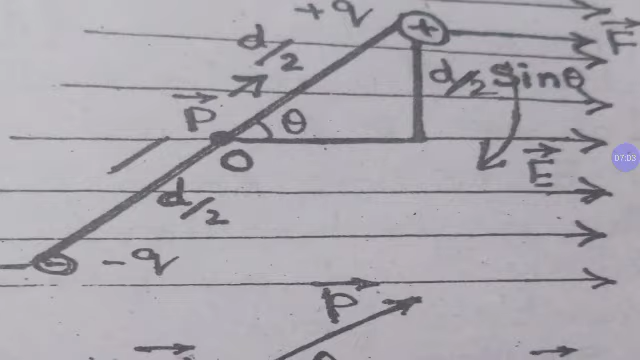 +q
+
F⃗
d/2
d/2 Sinθ
P⃗
θ
O
E⃗
d/2
-
-q
07:03
P⃗